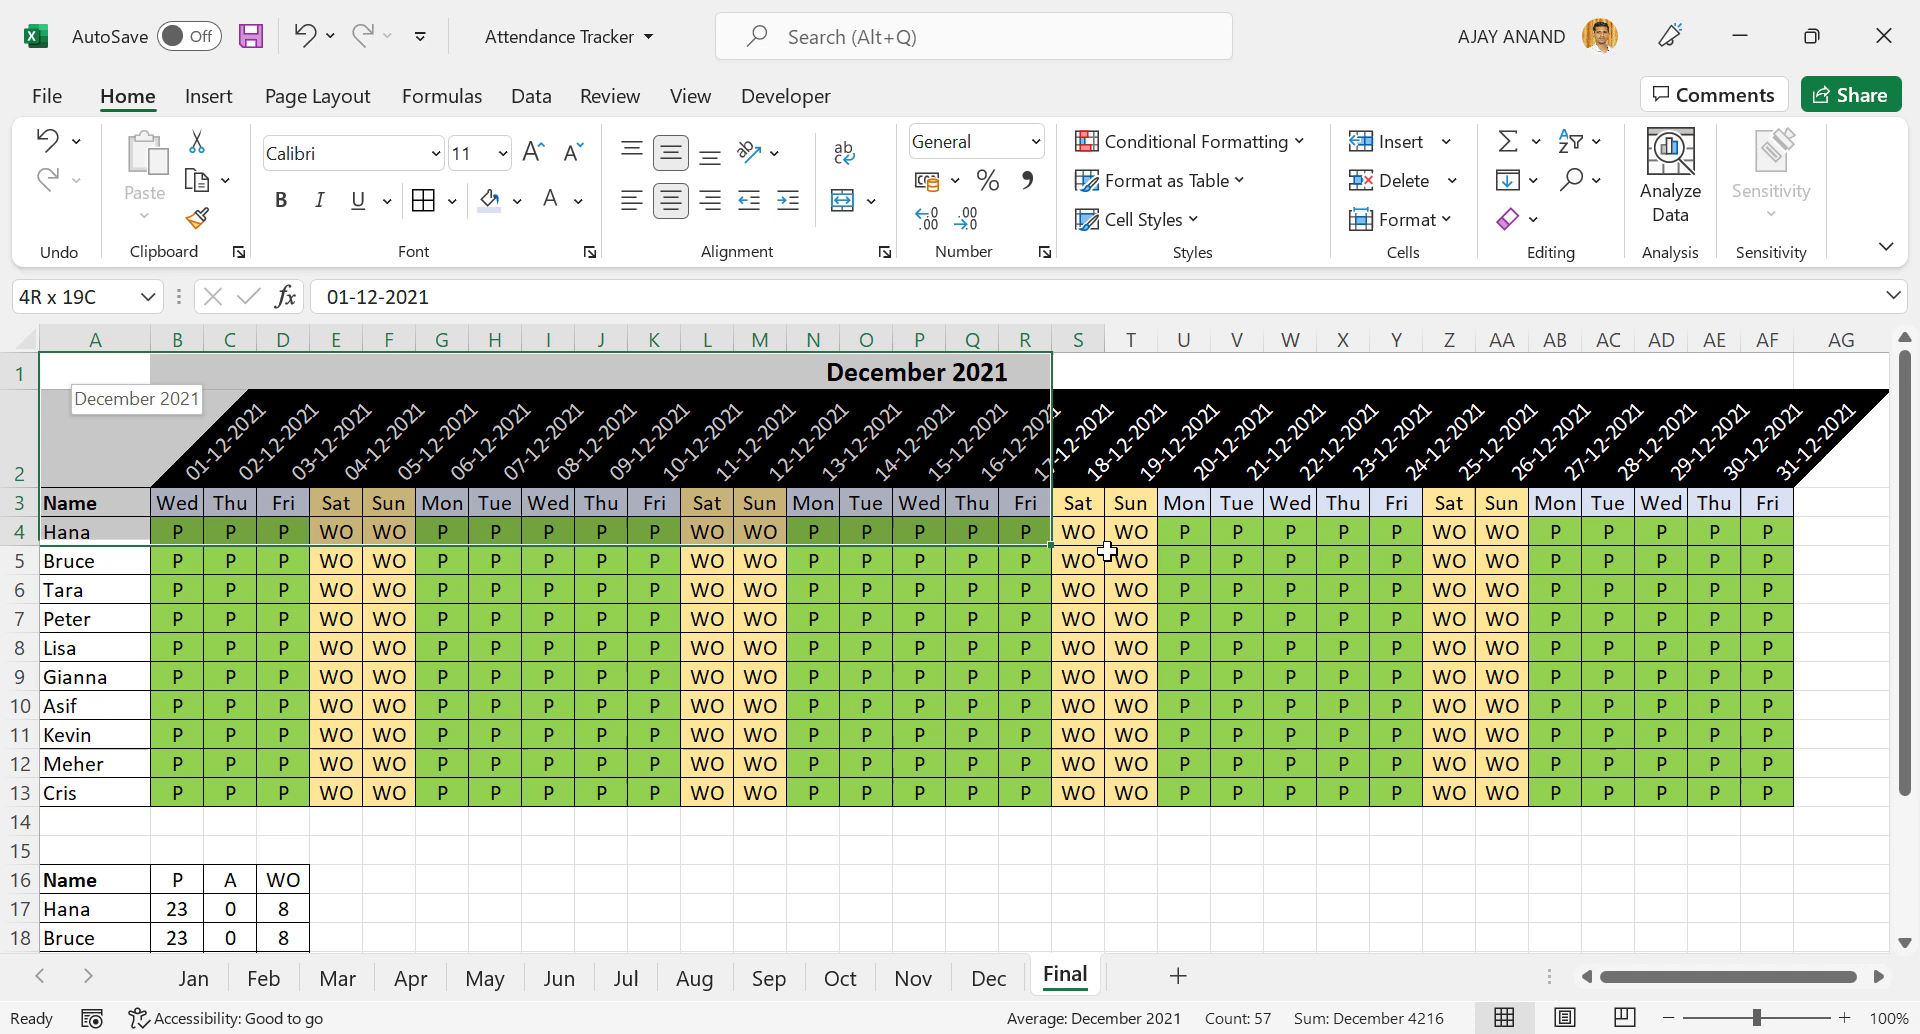 AutoSave Off Attendance Tracker Search (Alt+Q) AJAY ANAND
File Home Insert Page Layout Formulas Data Review View Developer Comments Share
Paste Calibri 11 General Conditional Formatting Insert Analyze Data Sensitivity
B I U A ab c % , Format as Table Delete
.00 .00 Cell Styles Format
Undo Clipboard Font Alignment Number Styles Cells Editing Analysis Sensitivity
4R x 19C fx 01-12-2021
A B C D E F G H I J K L M N O P Q R S T U V W X Y Z AA AB AC AD AE AF AG
1 December 2021
December 2021
2 01-12-2021 02-12-2021 03-12-2021 04-12-2021 05-12-2021 06-12-2021 07-12-2021 08-12-2021 09-12-2021 10-12-2021 11-12-2021 12-12-2021 13-12-2021 14-12-2021 15-12-2021 16-12-2021 17-12-2021 18-12-2021 19-12-2021 20-12-2021 21-12-2021 22-12-2021 23-12-2021 24-12-2021 25-12-2021 26-12-2021 27-12-2021 28-12-2021 29-12-2021 30-12-2021 31-12-2021
3 Name Wed Thu Fri Sat Sun Mon Tue Wed Thu Fri Sat Sun Mon Tue Wed Thu Fri Sat Sun Mon Tue Wed Thu Fri Sat Sun Mon Tue Wed Thu Fri
4 Hana P P P WO WO P P P P P WO WO P P P P P WO WO P P P P P WO WO P P P P P
5 Bruce P P P WO WO P P P P P WO WO P P P P P WO WO P P P P P WO WO P P P P P
6 Tara P P P WO WO P P P P P WO WO P P P P P WO WO P P P P P WO WO P P P P P
7 Peter P P P WO WO P P P P P WO WO P P P P P WO WO P P P P P WO WO P P P P P
8 Lisa P P P WO WO P P P P P WO WO P P P P P WO WO P P P P P WO WO P P P P P
9 Gianna P P P WO WO P P P P P WO WO P P P P P WO WO P P P P P WO WO P P P P P
10 Asif P P P WO WO P P P P P WO WO P P P P P WO WO P P P P P WO WO P P P P P
11 Kevin P P P WO WO P P P P P WO WO P P P P P WO WO P P P P P WO WO P P P P P
12 Meher P P P WO WO P P P P P WO WO P P P P P WO WO P P P P P WO WO P P P P P
13 Cris P P P WO WO P P P P P WO WO P P P P P WO WO P P P P P WO WO P P P P P
14
15
16 Name P A WO
17 Hana 23 0 8
18 Bruce 23 0 8
Jan Feb Mar Apr May Jun Jul Aug Sep Oct Nov Dec Final
Ready Accessibility: Good to go Average: December 2021 Count: 57 Sum: December 4216 100%